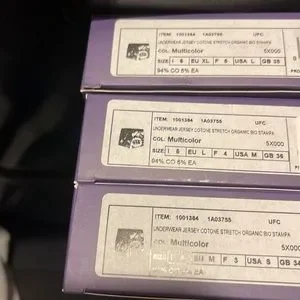 ITEM: 1001384 1A03755 UFC
UNDERWEAR JERSEY COTONE STRETCH ORGANIC BIO STAMPA
COL: Multicolor 5X000
SIZE: I 6 EU XL F 5 USA L GB 38
94% CO 6% EA
ITEM: 1001384 1A03755 UFC
UNDERWEAR JERSEY COTONE STRETCH ORGANIC BIO STAMPA
COL: Multicolor 5X000
SIZE: I 5 EU L F 4 USA M GB 36
94% CO 6% EA
ITEM: 1001384 1A03755 UFC
UNDERWEAR JERSEY COTONE STRETCH ORGANIC BIO STAMPA
COL: Multicolor 5X0
EU M F 3 USA S GB 34
EA